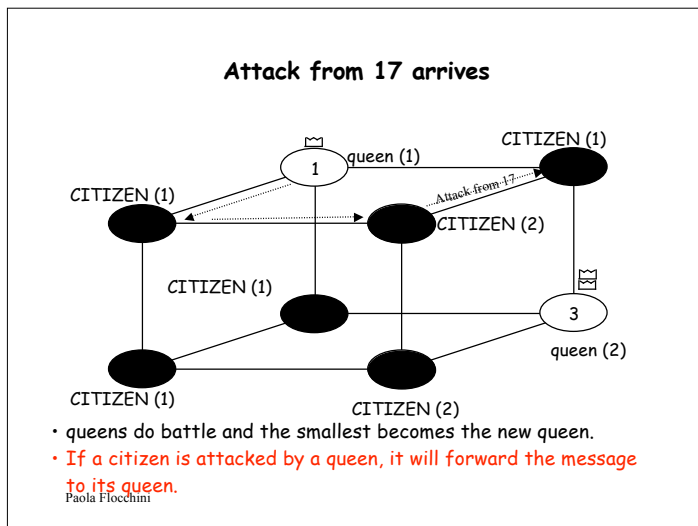 Attack from 17 arrives
CITIZEN (1)
queen (1)
1
CITIZEN (1)
Attack from 17
CITIZEN (2)
CITIZEN (1)
3
queen (2)
CITIZEN (1)
CITIZEN (2)
• queens do battle and the smallest becomes the new queen.
• If a citizen is attacked by a queen, it will forward the message
to its queen.
Paola Flocchini